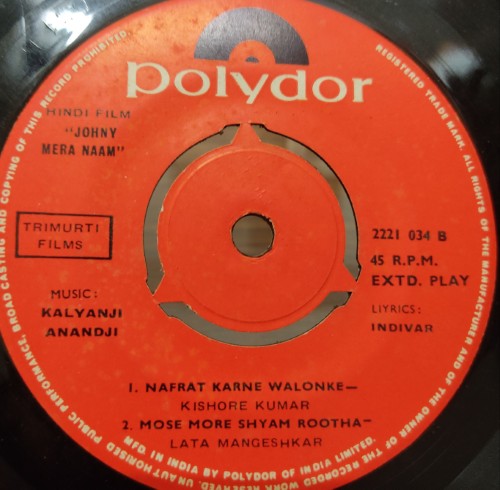 polydor
HINDI FILM
"JOHNY
MERA NAAM"
TRIMURTI
FILMS
MUSIC:
KALYANJI
ANANDJI
2221 034 B
45 R.P.M.
EXTD. PLAY
LYRICS:
INDIVAR
1. NAFRAT KARNE WALONKE—
KISHORE KUMAR
2. MOSE MORE SHYAM ROOTHA—
LATA MANGESHKAR
MFD. IN INDIA BY POLYDOR OF INDIA LIMITED.
REGISTERED TRADE MARK. ALL RIGHTS OF THE MANUFACTURER AND OF THE OWNER OF THE RECORDED WORK RESERVED. UNAUTHORISED PUBLIC PERFORMANCE, BROADCASTING AND COPYING OF THIS RECORD PROHIBITED.